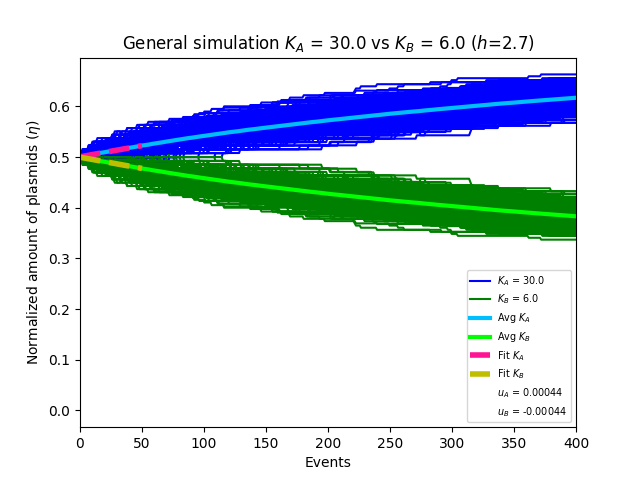 General simulation K_A = 30.0 vs K_B = 6.0 (h=2.7)
Normalized amount of plasmids (η)
0.6
0.5
0.4
0.3
0.2
0.1
0.0
K_A = 30.0
K_B = 6.0
Avg K_A
Avg K_B
Fit K_A
Fit K_B
u_A = 0.00044
u_B = -0.00044
0 50 100 150 200 250 300 350 400
Events